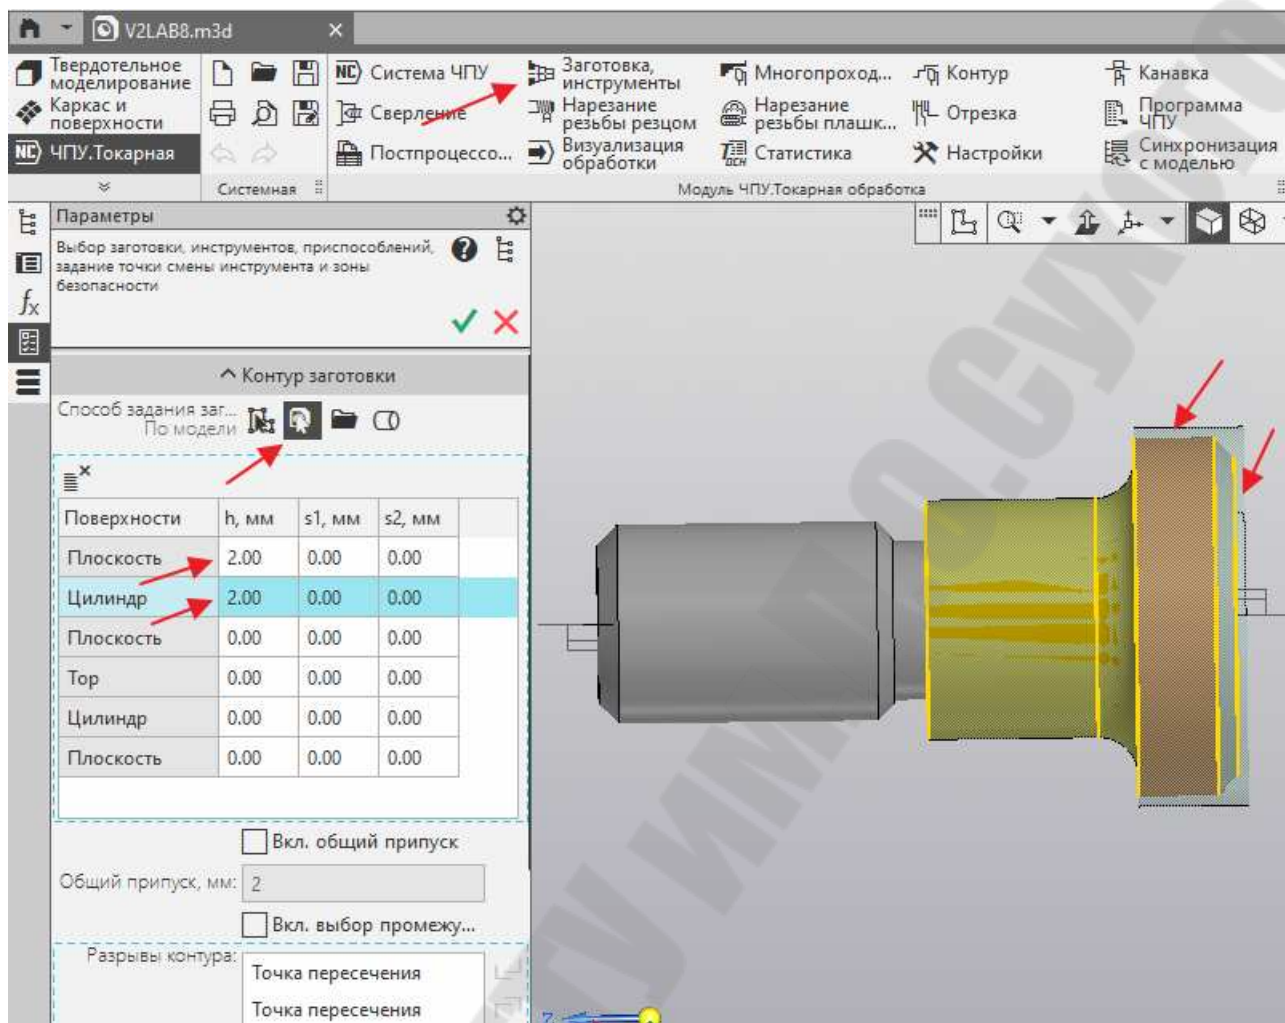 V2LAB8.m3d
Твердотельное
моделирование
Каркас и
поверхности
ЧПУ.Токарная
Системная
Система ЧПУ
Сверление
Постпроцессо...
Заготовка,
инструменты
Нарезание
резьбы резцом
Визуализация
обработки
Многопроход...
Нарезание
резьбы плашк...
Статистика
Контур
Отрезка
Настройки
Канавка
Программа
ЧПУ
Синхронизация
с моделью
Модуль ЧПУ.Токарная обработка
Параметры
Выбор заготовки, инструментов, приспособлений,
задание точки смены инструмента и зоны
безопасности
Контур заготовки
Способ задания заг...
По модели
Поверхности h, мм s1, мм s2, мм
Плоскость 2.00 0.00 0.00
Цилиндр 2.00 0.00 0.00
Плоскость 0.00 0.00 0.00
Тор 0.00 0.00 0.00
Цилиндр 0.00 0.00 0.00
Плоскость 0.00 0.00 0.00
Вкл. общий припуск
Общий припуск, мм: 2
Вкл. выбор промежу...
Разрывы контура:
Точка пересечения
Точка пересечения
Z